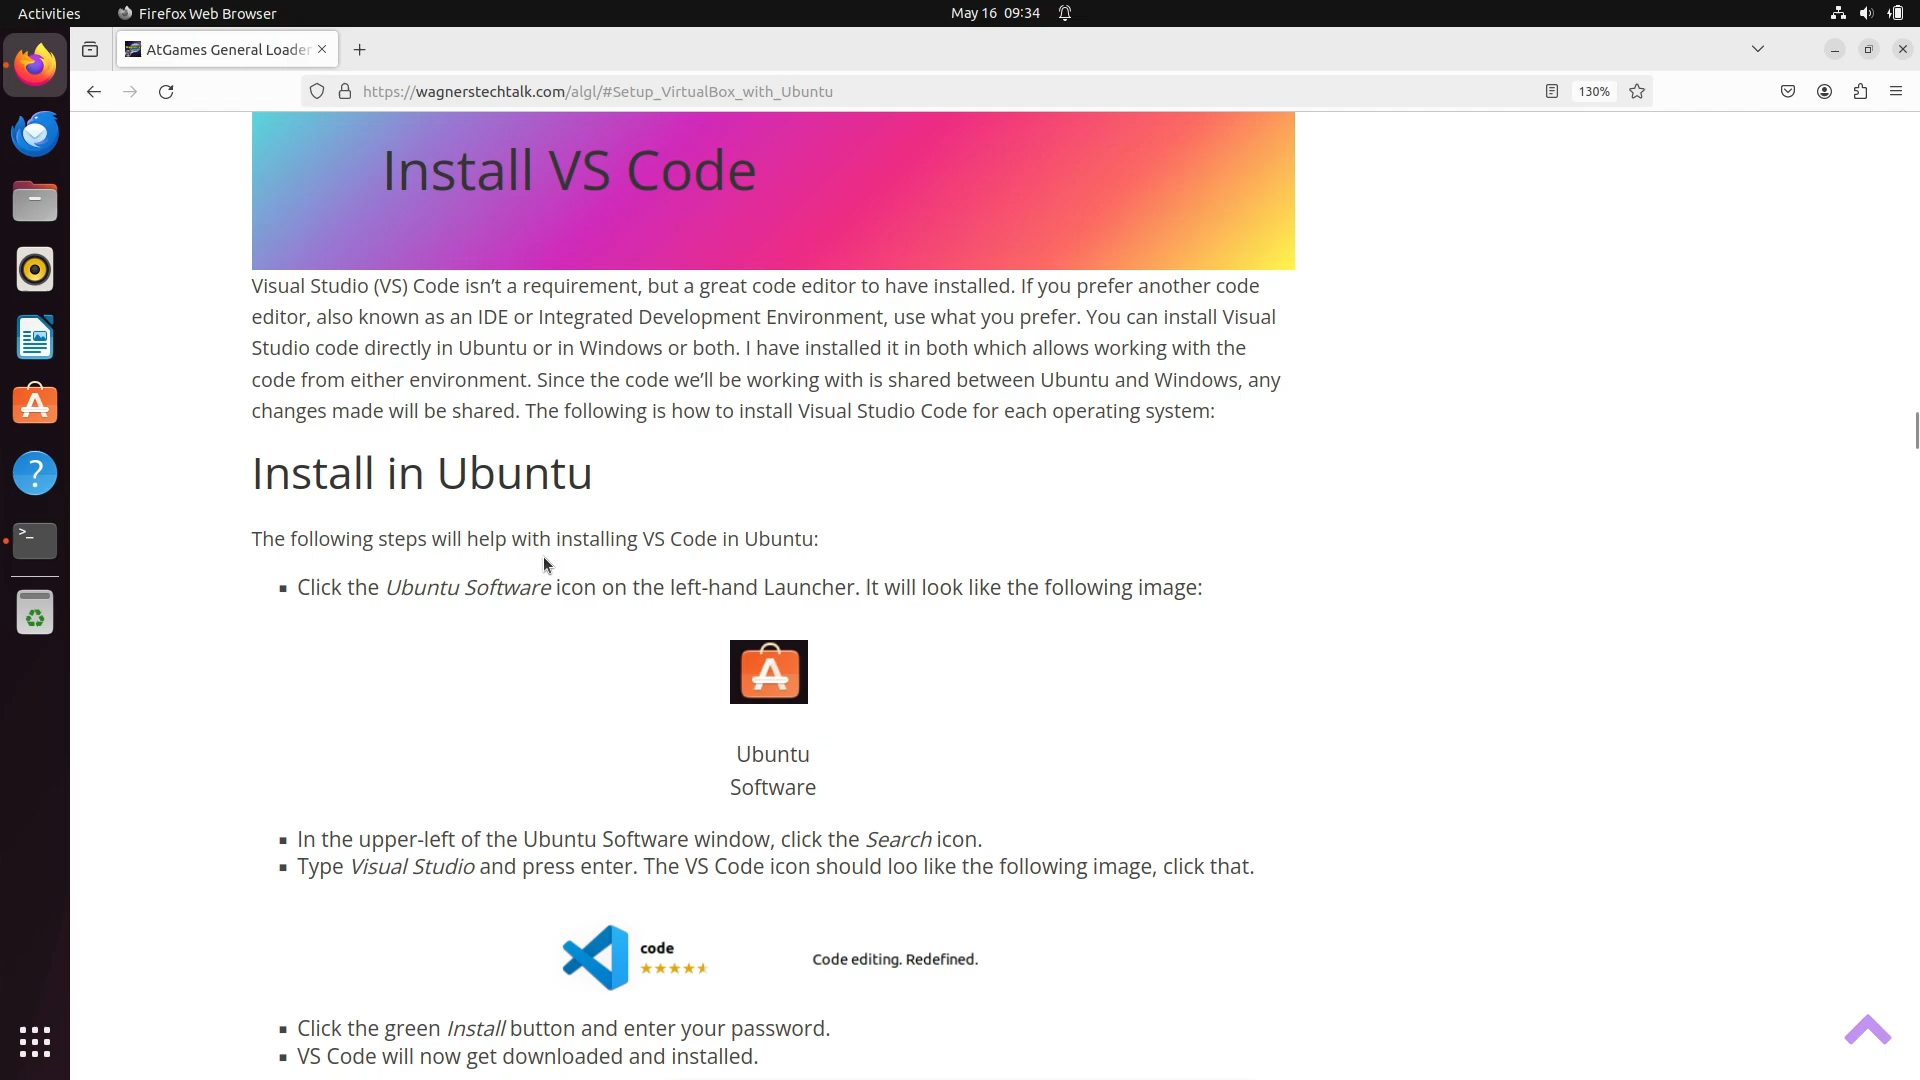 Activities
Firefox Web Browser
May 16 09:34
AtGames General Loader
https://wagnerstechtalk.com/algl/#Setup_VirtualBox_with_Ubuntu
130%
Install VS Code
Visual Studio (VS) Code isn’t a requirement, but a great code editor to have installed. If you prefer another code
editor, also known as an IDE or Integrated Development Environment, use what you prefer. You can install Visual
Studio code directly in Ubuntu or in Windows or both. I have installed it in both which allows working with the
code from either environment. Since the code we’ll be working with is shared between Ubuntu and Windows, any
changes made will be shared. The following is how to install Visual Studio Code for each operating system:
Install in Ubuntu
The following steps will help with installing VS Code in Ubuntu:
▪ Click the Ubuntu Software icon on the left-hand Launcher. It will look like the following image:
Ubuntu
Software
▪ In the upper-left of the Ubuntu Software window, click the Search icon.
▪ Type Visual Studio and press enter. The VS Code icon should loo like the following image, click that.
code
Code editing. Redefined.
▪ Click the green Install button and enter your password.
▪ VS Code will now get downloaded and installed.